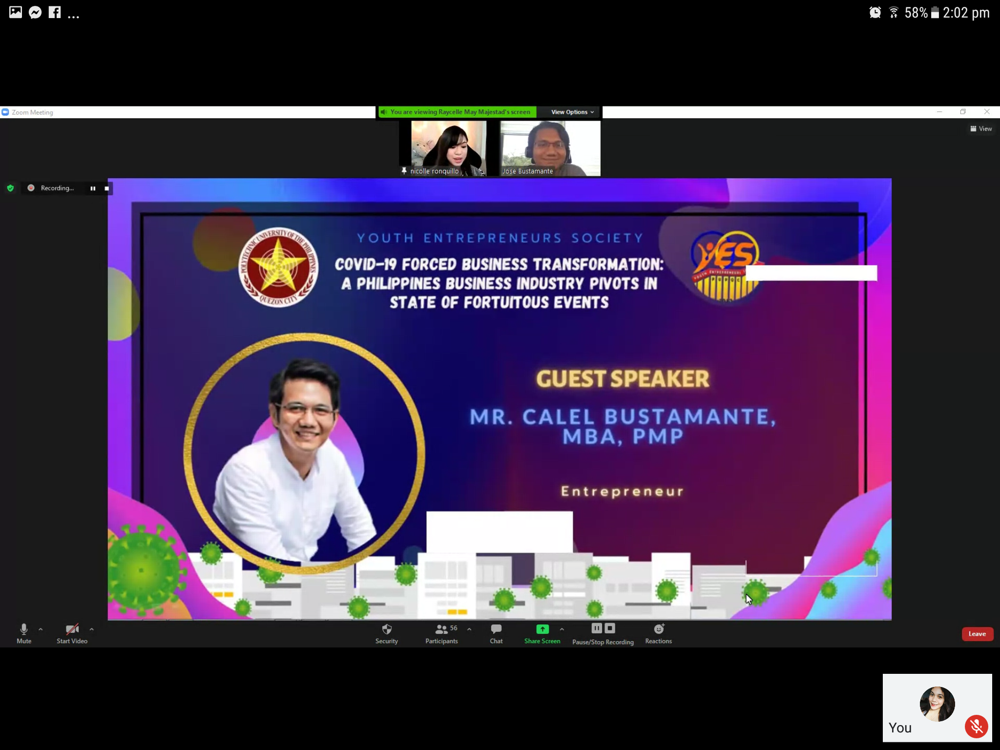 ...
58% 2:02 pm
Zoom Meeting
You are viewing Raycelle May Majestad's screen
View Options
View
nicolle ronquillo
Jose Bustamante
Recording...
POLYTECHNIC UNIVERSITY OF THE PHILIPPINES
QUEZON CITY
YOUTH ENTREPRENEURS SOCIETY
COVID-19 FORCED BUSINESS TRANSFORMATION:
A PHILIPPINES BUSINESS INDUSTRY PIVOTS IN
STATE OF FORTUITOUS EVENTS
YES
YOUTH ENTREPRENEURS
PUPQC
GUEST SPEAKER
MR. CALEL BUSTAMANTE,
MBA, PMP
Entrepreneur
Mute
Start Video
Security
Participants
56
Chat
Share Screen
Pause/Stop Recording
Reactions
Leave
You